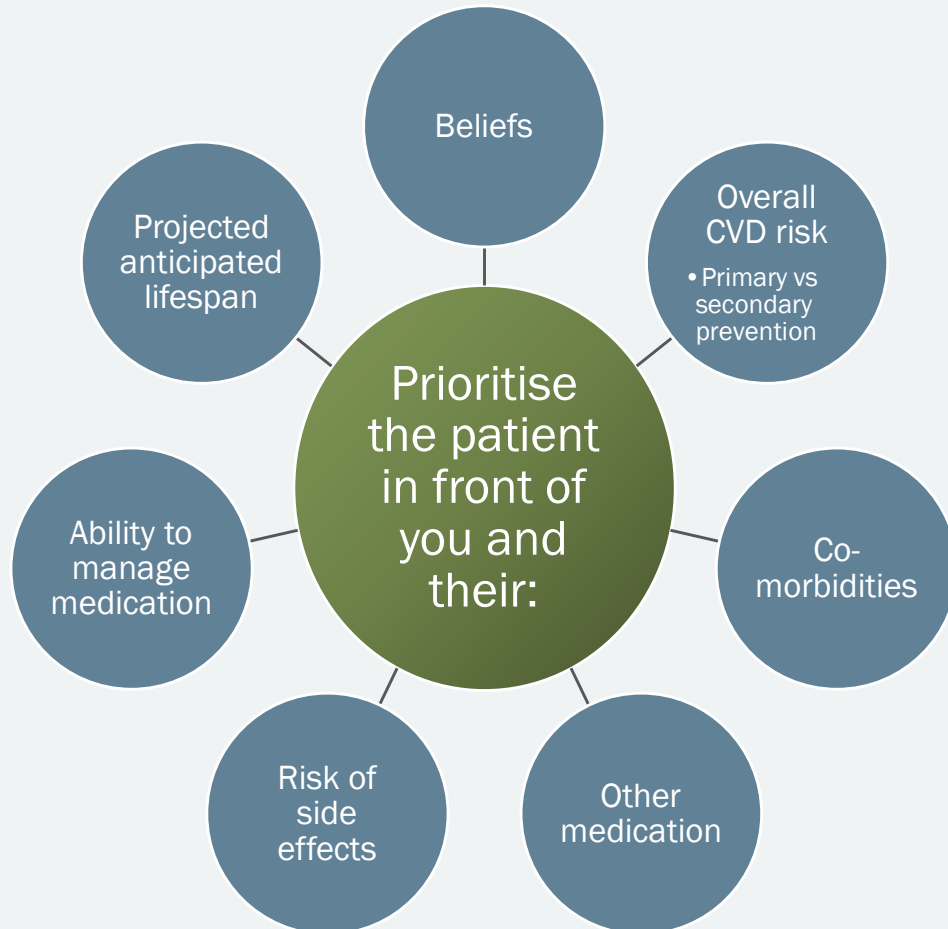 Beliefs
Overall
CVD risk
• Primary vs
secondary
prevention
Co-
morbidities
Other
medication
Risk of
side
effects
Ability to
manage
medication
Projected
anticipated
lifespan
Prioritise
the patient
in front of
you and
their: